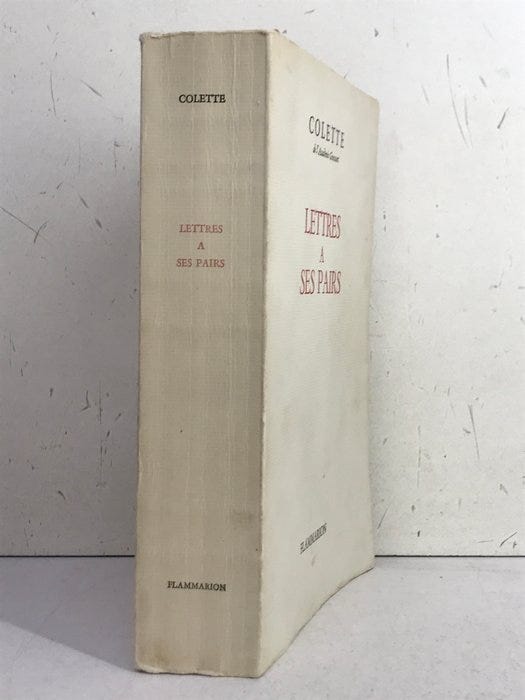 COLETTE
LETTRES
A
SES PAIRS
FLAMMARION
COLETTE
de l'Académie Goncourt
LETTRES
A
SES PAIRS
FLAMMARION